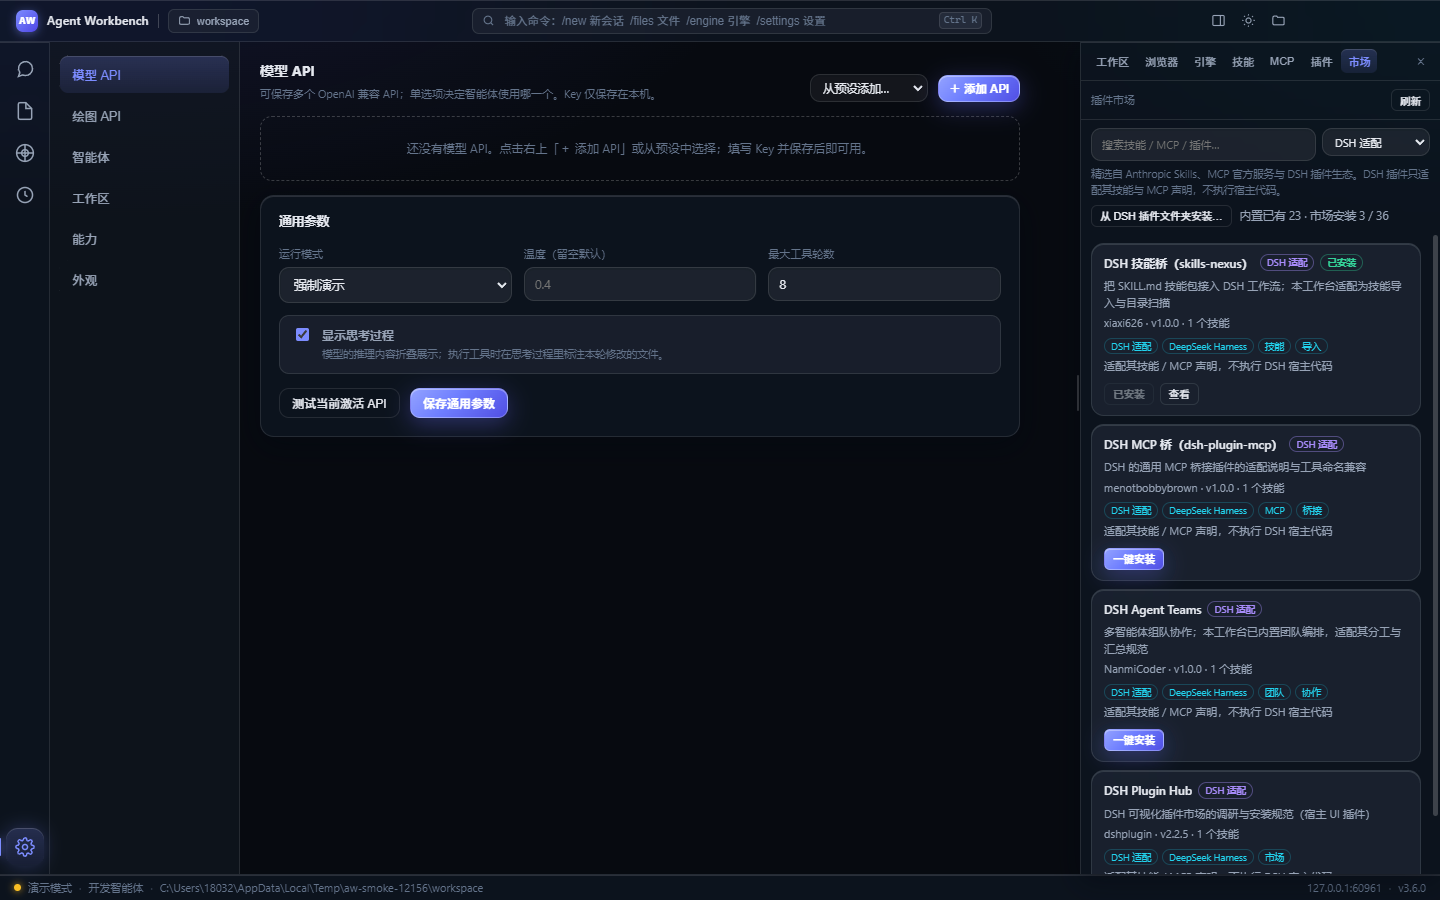 AW Agent Workbench workspace 输入命令：/new 新会话 /files 文件 /engine 引擎 /settings 设置 Ctrl K
模型 API
绘图 API
智能体
工作区
能力
外观
模型 API
可保存多个 OpenAI 兼容 API；单选项决定智能体使用哪一个。Key 仅保存在本机。
从预设添加... + 添加 API
还没有模型 API。点击右上「 + 添加 API」或从预设中选择；填写 Key 并保存后即可用。
通用参数
运行模式 温度（留空默认） 最大工具轮数
强制演示 0.4 8
显示思考过程
模型的推理内容折叠展示；执行工具时在思考过程里标注本轮修改的文件。
测试当前激活 API 保存通用参数
工作区 浏览器 引擎 技能 MCP 插件 市场 ×
插件市场 刷新
搜索技能 / MCP / 插件... DSH 适配
精选自 Anthropic Skills、MCP 官方服务与 DSH 插件生态。DSH 插件只适
配其技能与 MCP 声明，不执行宿主代码。
从 DSH 插件文件夹安装... 内置已有 23 · 市场安装 3 / 36
DSH 技能桥（skills-nexus） DSH 适配 已安装
把 SKILL.md 技能包接入 DSH 工作流；本工作台适配为技能导
入与目录扫描
xiaxi626 · v1.0.0 · 1 个技能
DSH 适配 DeepSeek Harness 技能 导入
适配其技能 / MCP 声明，不执行 DSH 宿主代码
已安装 查看
DSH MCP 桥（dsh-plugin-mcp） DSH 适配
DSH 的通用 MCP 桥接插件的适配说明与工具命名兼容
menotbobbybrown · v1.0.0 · 1 个技能
DSH 适配 DeepSeek Harness MCP 桥接
适配其技能 / MCP 声明，不执行 DSH 宿主代码
一键安装
DSH Agent Teams DSH 适配
多智能体组队协作；本工作台已内置团队编排，适配其分工与
汇总规范
NanmiCoder · v1.0.0 · 1 个技能
DSH 适配 DeepSeek Harness 团队 协作
适配其技能 / MCP 声明，不执行 DSH 宿主代码
一键安装
DSH Plugin Hub DSH 适配
DSH 可视化插件市场的调研与安装规范（宿主 UI 插件）
dshplugin · v2.2.5 · 1 个技能
DSH 适配 DeepSeek Harness 市场
演示模式 · 开发智能体 · C:\Users\18032\AppData\Local\Temp\aw-smoke-12156\workspace
127.0.0.1:60961 · v3.6.0